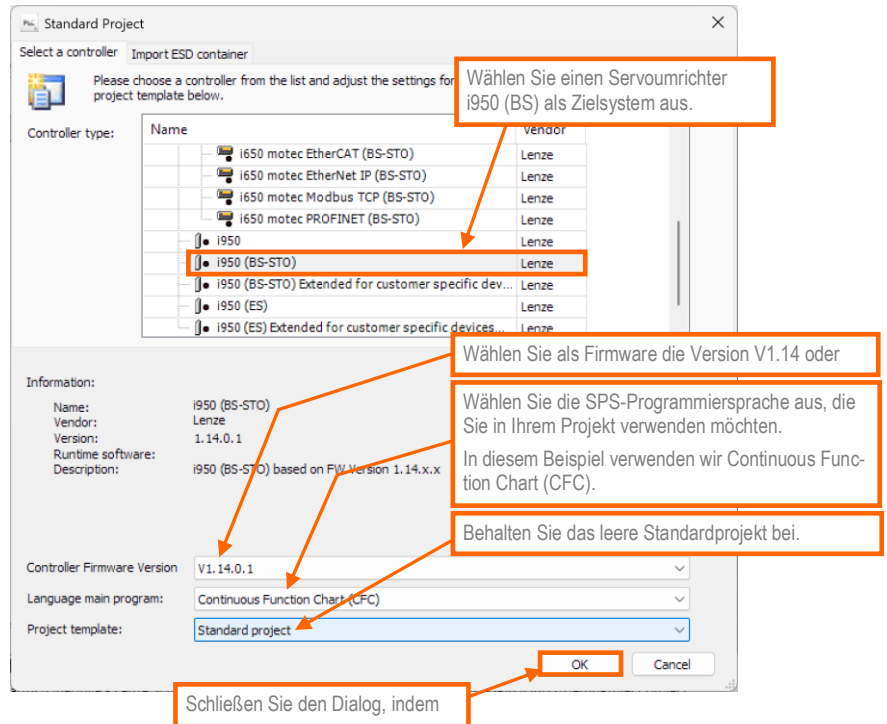 Standard Project
Select a controller Import ESD container
Please choose a controller from the list and adjust the settings for
project template below.
Wählen Sie einen Servoumrichter
i950 (BS) als Zielsystem aus.
Controller type:
Name Vendor
i650 motec EtherCAT (BS-STO) Lenze
i650 motec EtherNet IP (BS-STO) Lenze
i650 motec Modbus TCP (BS-STO) Lenze
i650 motec PROFINET (BS-STO) Lenze
i950 Lenze
i950 (BS-STO) Lenze
i950 (BS-STO) Extended for customer specific dev... Lenze
i950 (ES) Lenze
i950 (ES) Extended for customer specific devices... Lenze
Wählen Sie als Firmware die Version V1.14 oder
Information:
Name: i950 (BS-STO)
Vendor: Lenze
Version: 1.14.0.1
Runtime software:
Description: i950 (BS-STO) based on FW Version 1.14.x.x
Wählen Sie die SPS-Programmiersprache aus, die
Sie in Ihrem Projekt verwenden möchten.
In diesem Beispiel verwenden wir Continuous Func-
tion Chart (CFC).
Behalten Sie das leere Standardprojekt bei.
Controller Firmware Version V1.14.0.1
Language main program: Continuous Function Chart (CFC)
Project template: Standard project
OK Cancel
Schließen Sie den Dialog, indem